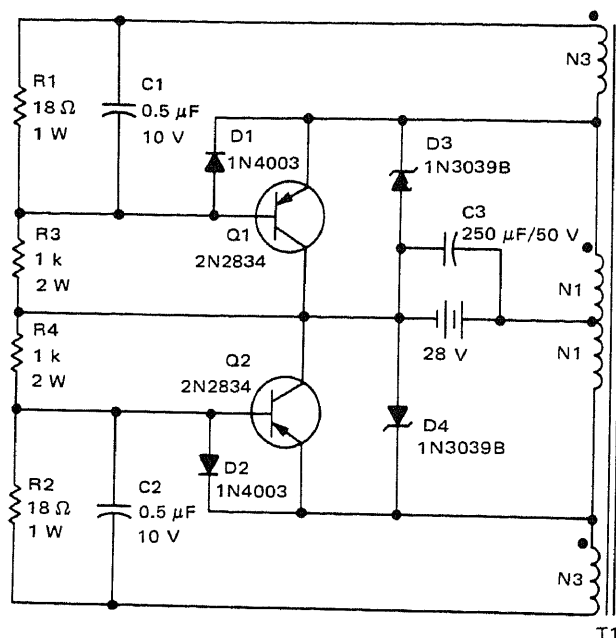 N3
R1
18 Ω
1 W
C1
0.5 μF
10 V
D1
1N4003
D3
1N3039B
Q1
2N2834
C3
250 μF/50 V
R3
1 k
2 W
N1
R4
1 k
2 W
28 V
N1
Q2
2N2834
D4
1N3039B
R2
18 Ω
1 W
C2
0.5 μF
10 V
D2
1N4003
N3
T1